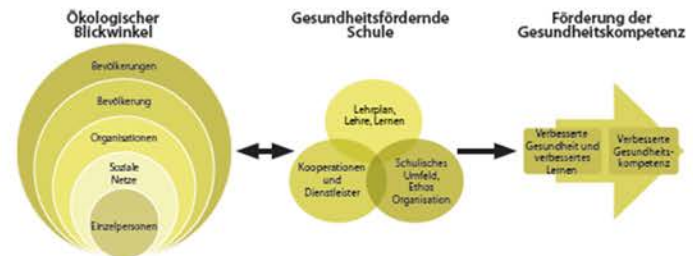 Ökologischer
Blickwinkel
Bevölkerungen
Bevölkerung
Organisationen
Soziale
Netze
Einzelpersonen
Gesundheitsfördernde
Schule
Lehrplan,
Lehre, Lernen
Kooperationen
und
Dienstleister
Schulisches
Umfeld,
Ethos
Organisation
Förderung der
Gesundheitskompetenz
Verbesserte
Gesundheit und
verbessertes
Lernen
Verbesserte
Gesundheits-
kompetenz